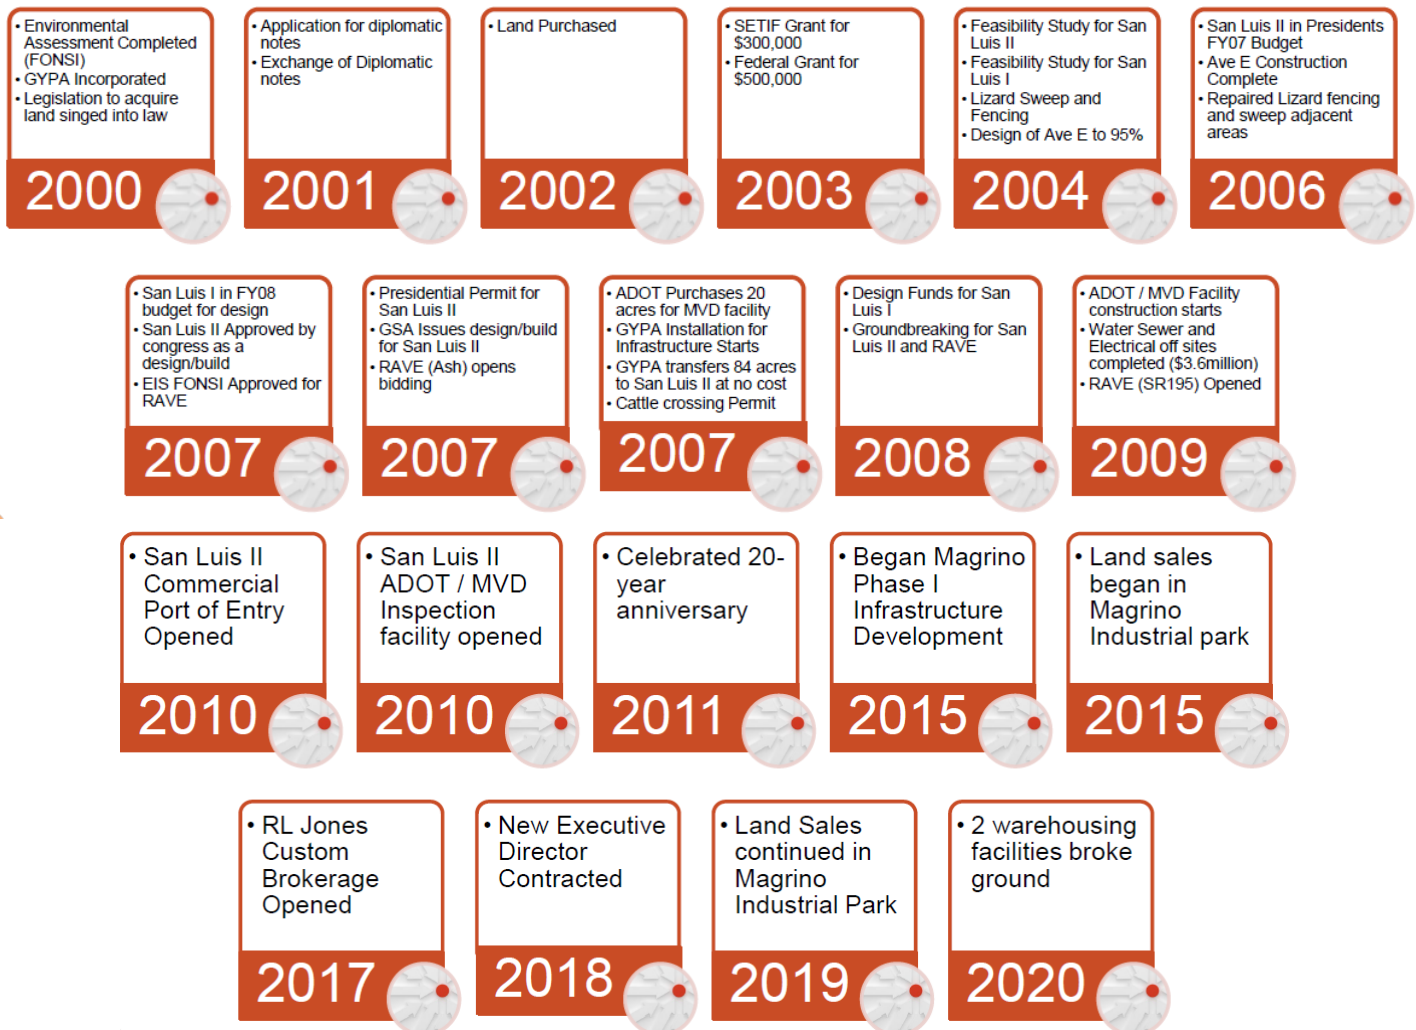 • Environmental
Assessment Completed
(FONSI)
• GYPA Incorporated
• Legislation to acquire
land singed into law
2000
• Application for diplomatic
notes
• Exchange of Diplomatic
notes
2001
• Land Purchased
2002
• SETIF Grant for
$300,000
• Federal Grant for
$500,000
2003
• Feasibility Study for San
Luis II
• Feasibility Study for San
Luis I
• Lizard Sweep and
Fencing
• Design of Ave E to 95%
2004
• San Luis II in Presidents
FY07 Budget
• Ave E Construction
Complete
• Repaired Lizard fencing
and sweep adjacent
areas
2006
• San Luis I in FY08
budget for design
• San Luis II Approved by
congress as a
design/build
• EIS FONSI Approved for
RAVE
2007
• Presidential Permit for
San Luis II
• GSA Issues design/build
for San Luis II
• RAVE (Ash) opens
bidding
2007
• ADOT Purchases 20
acres for MVD facility
• GYPA Installation for
Infrastructure Starts
• GYPA transfers 84 acres
to San Luis II at no cost
• Cattle crossing Permit
2007
• Design Funds for San
Luis I
• Groundbreaking for San
Luis II and RAVE
2008
• ADOT / MVD Facility
construction starts
• Water Sewer and
Electrical off sites
completed ($3.6million)
• RAVE (SR195) Opened
2009
• San Luis II
Commercial
Port of Entry
Opened
2010
• San Luis II
ADOT / MVD
Inspection
facility opened
2010
• Celebrated 20-
year
anniversary
2011
• Began Magrino
Phase I
Infrastructure
Development
2015
• Land sales
began in
Magrino
Industrial park
2015
• RL Jones
Custom
Brokerage
Opened
2017
• New Executive
Director
Contracted
2018
• Land Sales
continued in
Magrino
Industrial Park
2019
• 2 warehousing
facilities broke
ground
2020